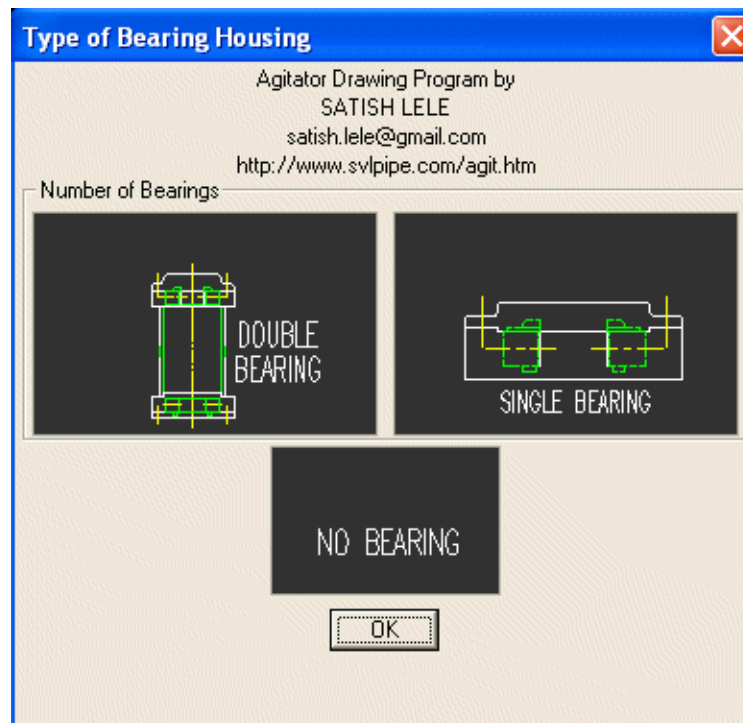 Type of Bearing Housing
Agitator Drawing Program by
SATISH LELE
satish.lele@gmail.com
http://www.svlpipe.com/agit.htm
Number of Bearings
DOUBLE
BEARING
SINGLE BEARING
NO BEARING
OK